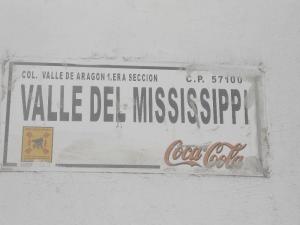 COL. VALLE DE ARAGON 1.ERA SECCION C.P. 57100
VALLE DEL MISSISSIPPI
Coca-Cola